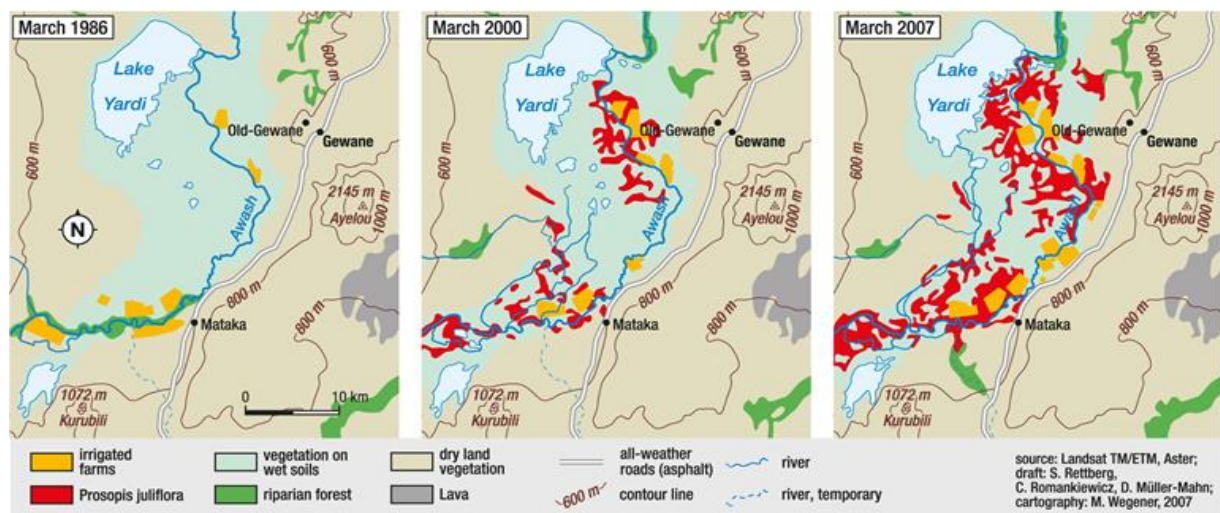 March 1986
Lake
Yardi
600 m
600 m
Old-Gewane
Gewane
2145 m
Ayelou
1000 m
N
Awash
800 m
800 m
Mataka
1072 m
Kurubili
0 10 km
March 2000
Lake
Yardi
600 m
600 m
Old-Gewane
Gewane
2145 m
Ayelou
1000 m
Awash
800 m
800 m
Mataka
1072 m
Kurubili
March 2007
Lake
Yardi
600 m
600 m
Old-Gewane
Gewane
2145 m
Ayelou
1000 m
Awash
800 m
800 m
Mataka
1072 m
Kurubili
irrigated
farms
Prosopis juliflora
vegetation on
wet soils
riparian forest
dry land
vegetation
Lava
all-weather
roads (asphalt)
600 m
contour line
river
river, temporary
source: Landsat TM/ETM, Aster;
draft: S. Rettberg,
C. Romankiewicz, D. Müller-Mahn;
cartography: M. Wegener, 2007